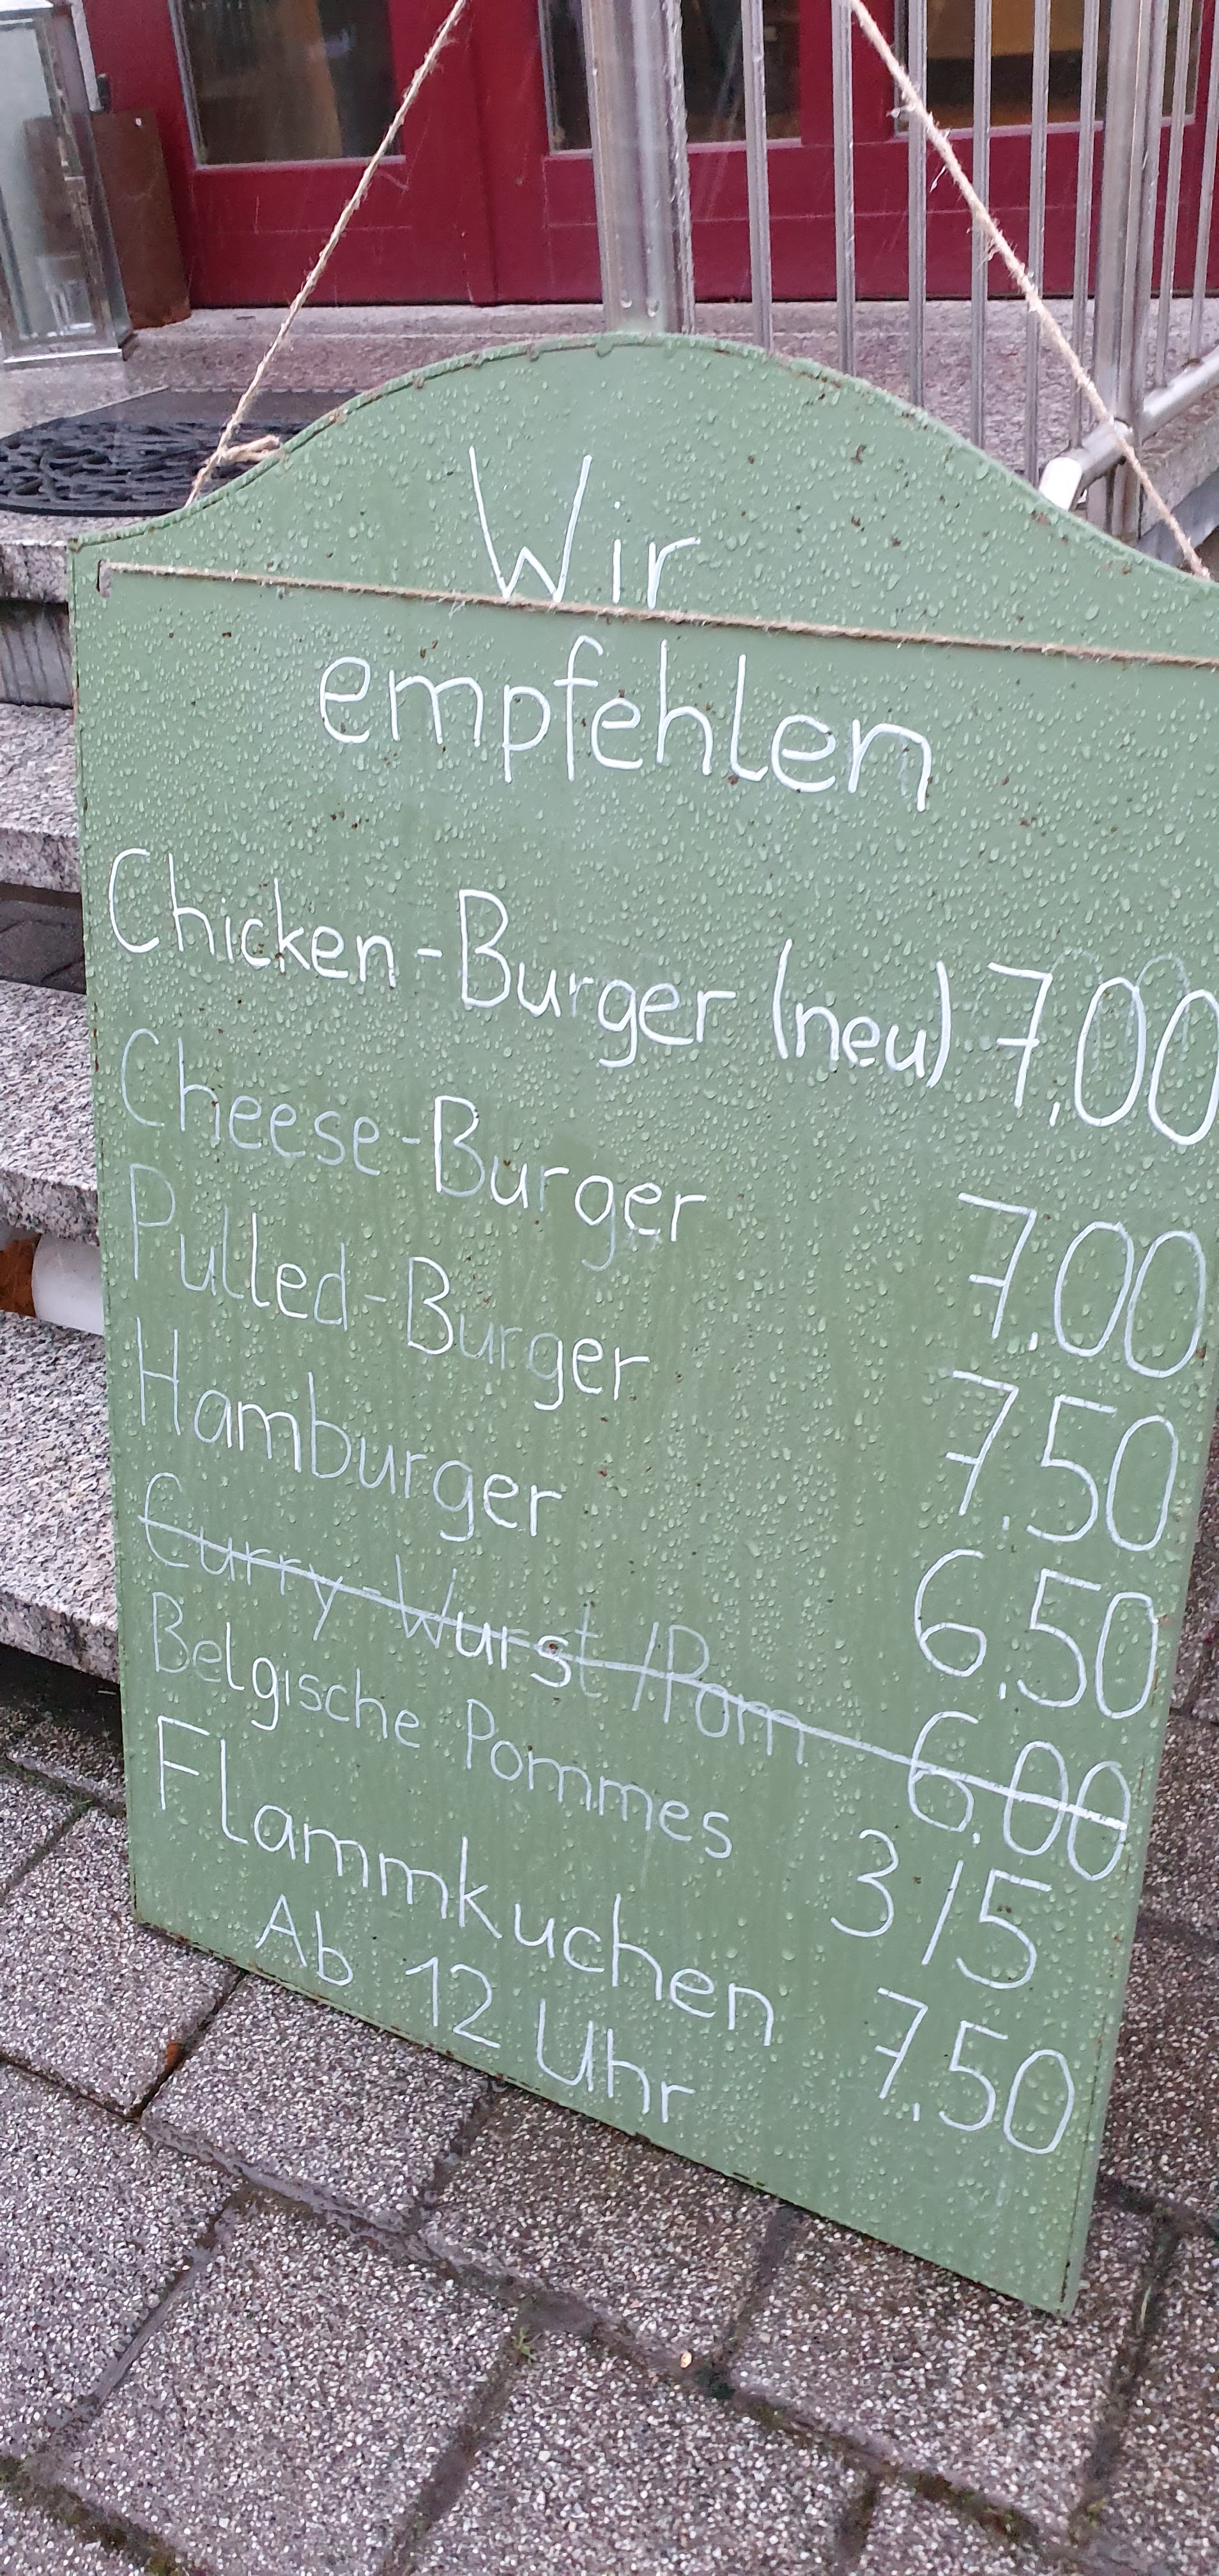 Wir
empfehlen
Chicken-Burger (neu) 7,00
Cheese-Burger 7,00
Pulled-Burger 7,50
Hamburger 6,50
Curry-Wurst /Pom 6,00
Belgische Pommes 3/5
Flammkuchen 7,50
Ab 12 Uhr